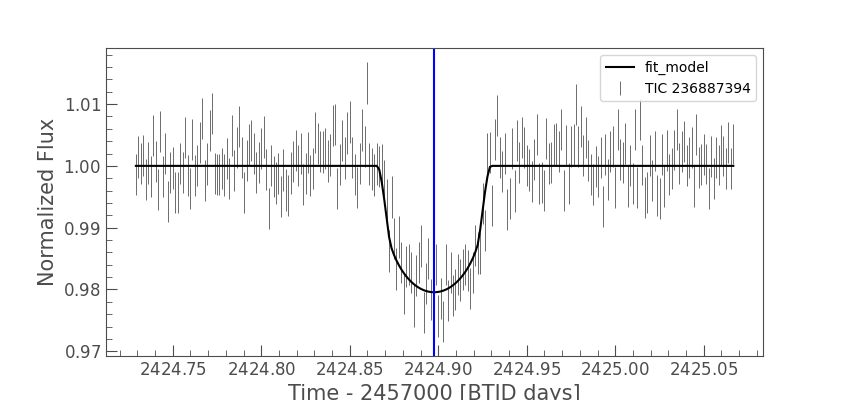 fit_model
TIC 236887394
1.01
1.00
0.99
0.98
0.97
Normalized Flux
2424.75 2424.80 2424.85 2424.90 2424.95 2425.00 2425.05
Time - 2457000 [BTJD days]